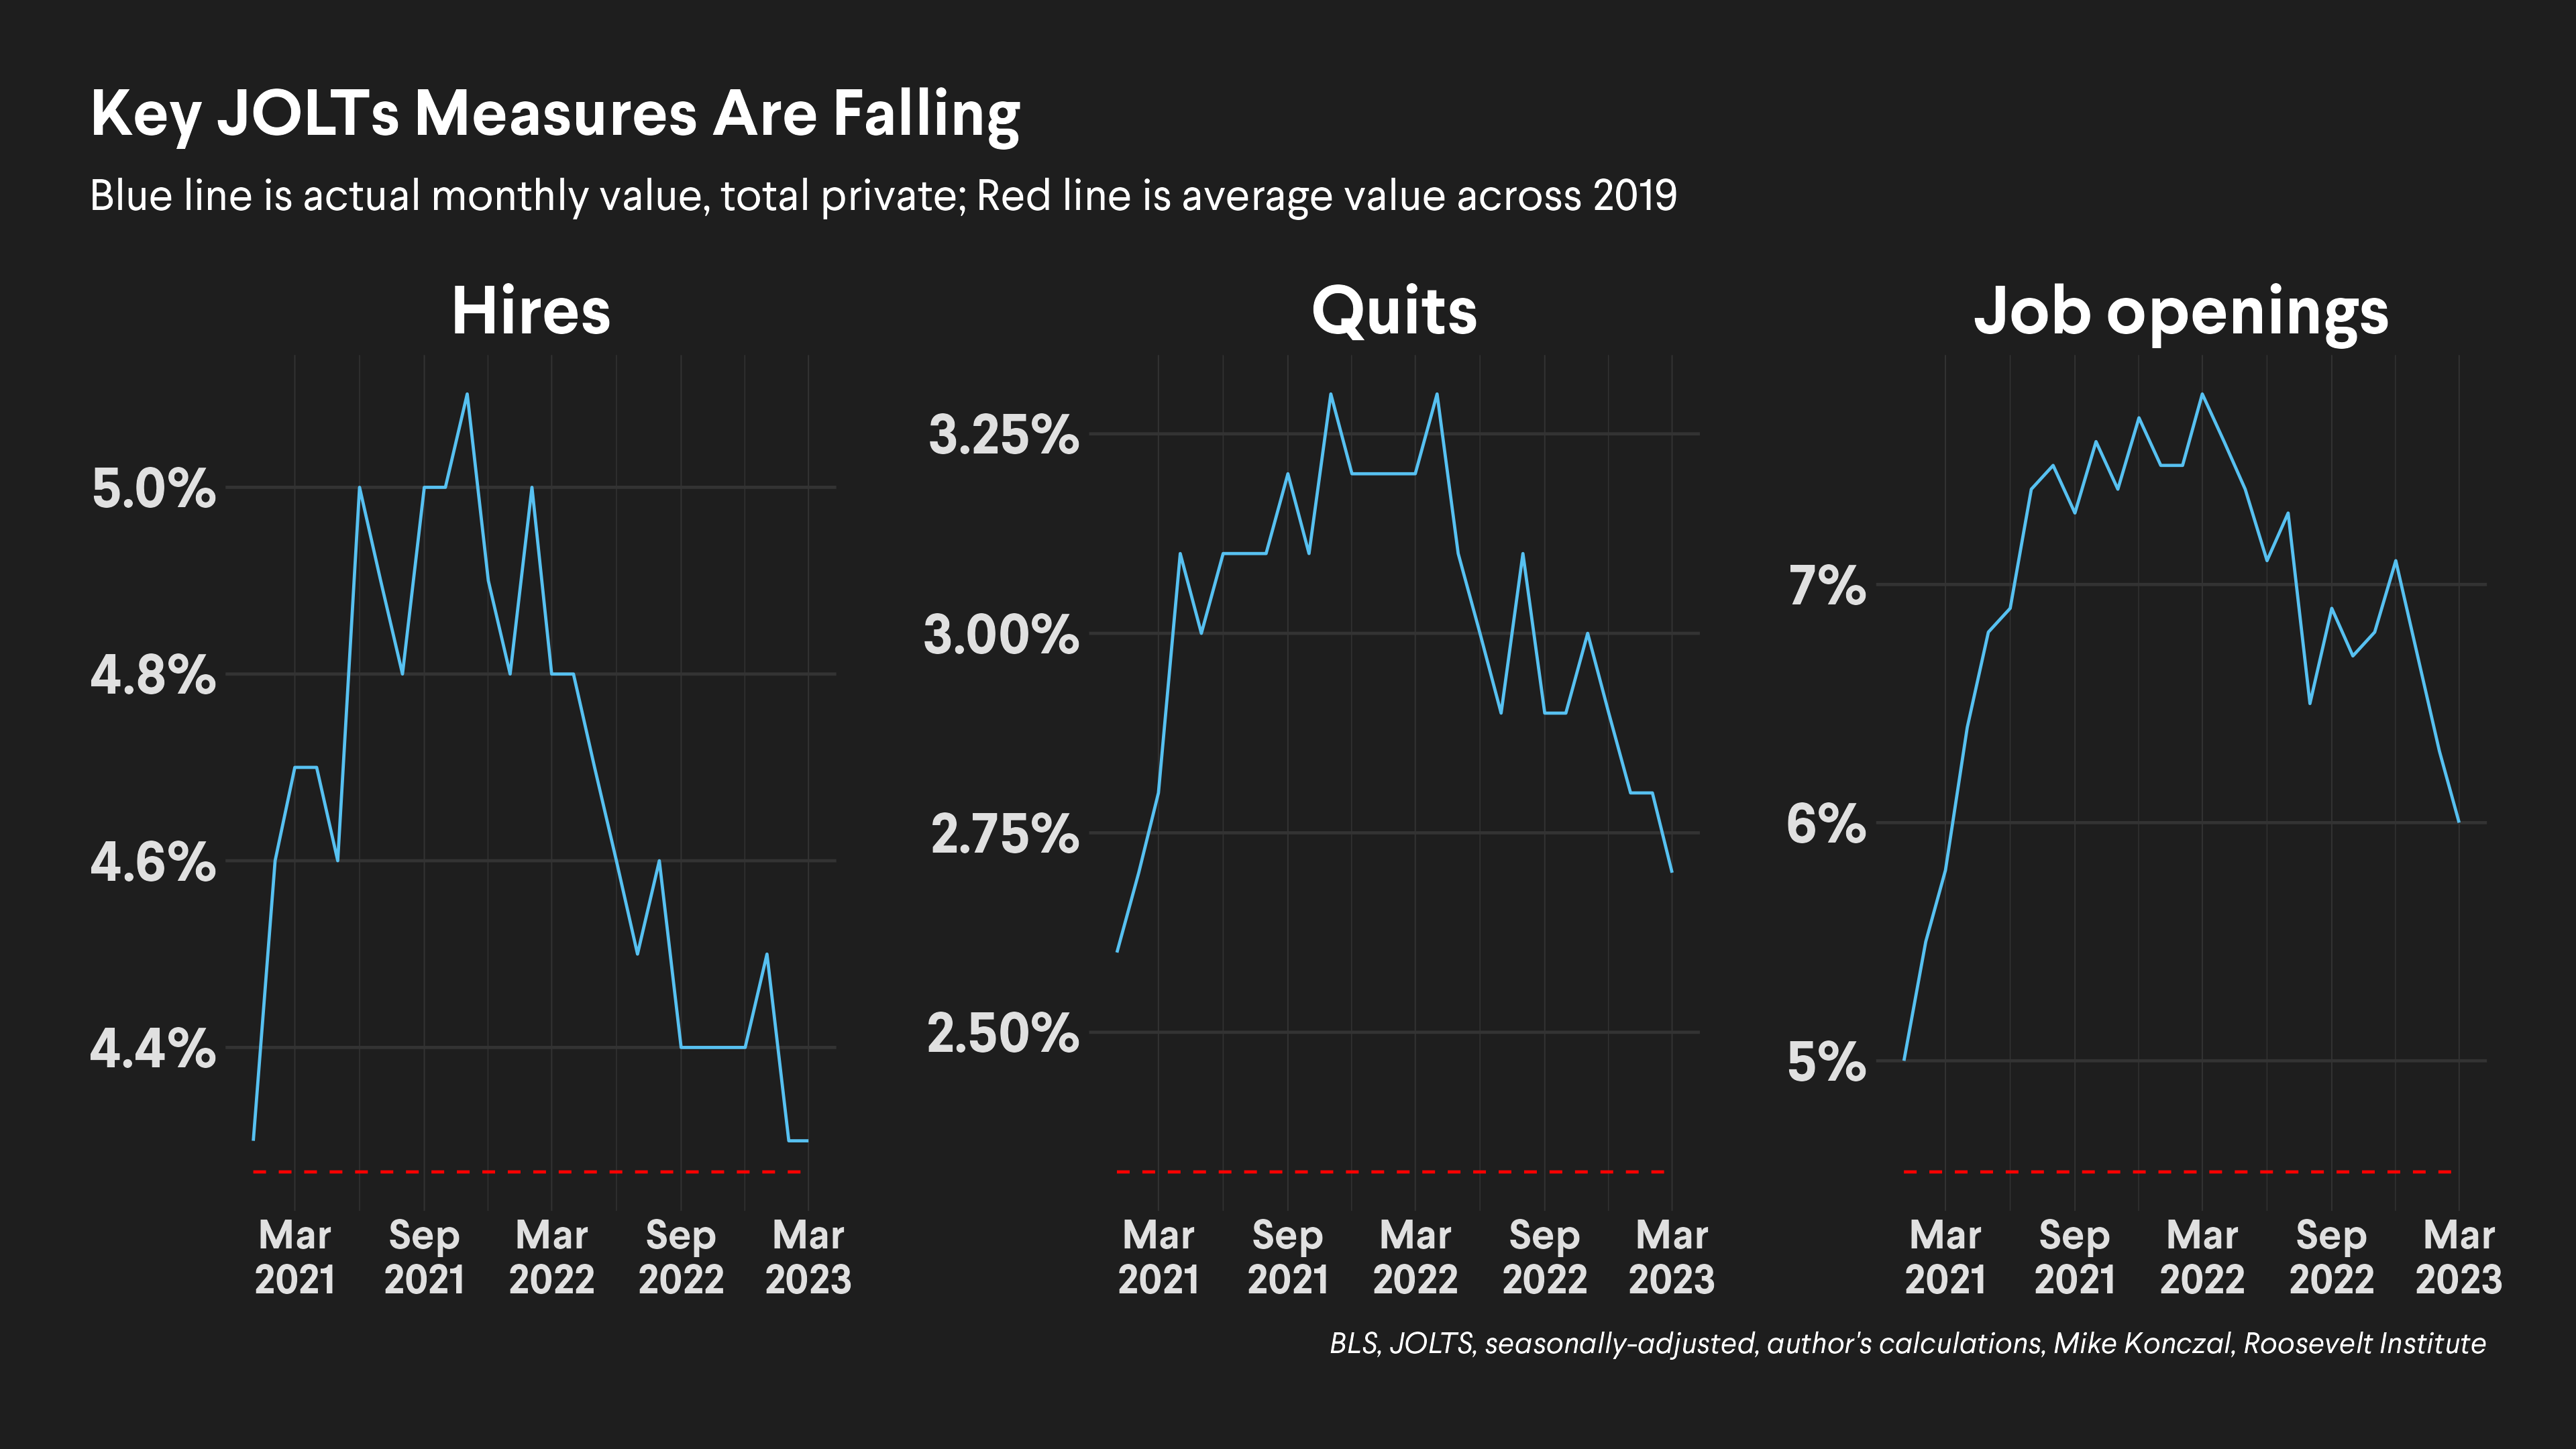 Key JOLTs Measures Are Falling
Blue line is actual monthly value, total private; Red line is average value across 2019
Hires
5.0%
4.8%
4.6%
4.4%
Mar
2021
Sep
2021
Mar
2022
Sep
2022
Mar
2023
Quits
3.25%
3.00%
2.75%
2.50%
Mar
2021
Sep
2021
Mar
2022
Sep
2022
Mar
2023
Job openings
7%
6%
5%
Mar
2021
Sep
2021
Mar
2022
Sep
2022
Mar
2023
BLS, JOLTS, seasonally-adjusted, author's calculations, Mike Konczal, Roosevelt Institute